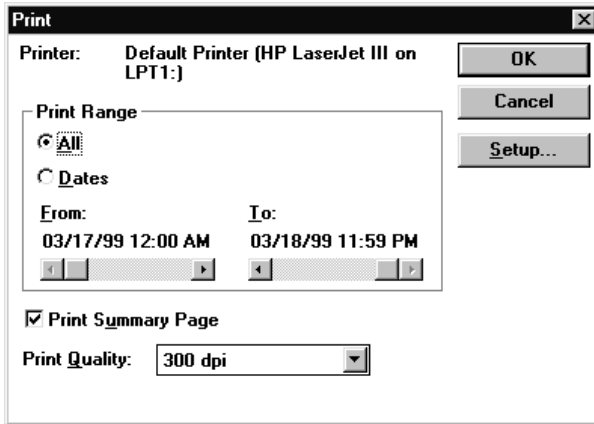 Print
Printer: Default Printer (HP LaserJet III on
LPT1:)
OK
Cancel
Setup...
Print Range
All
Dates
From: To:
03/17/99 12:00 AM 03/18/99 11:59 PM
Print Summary Page
Print Quality: 300 dpi